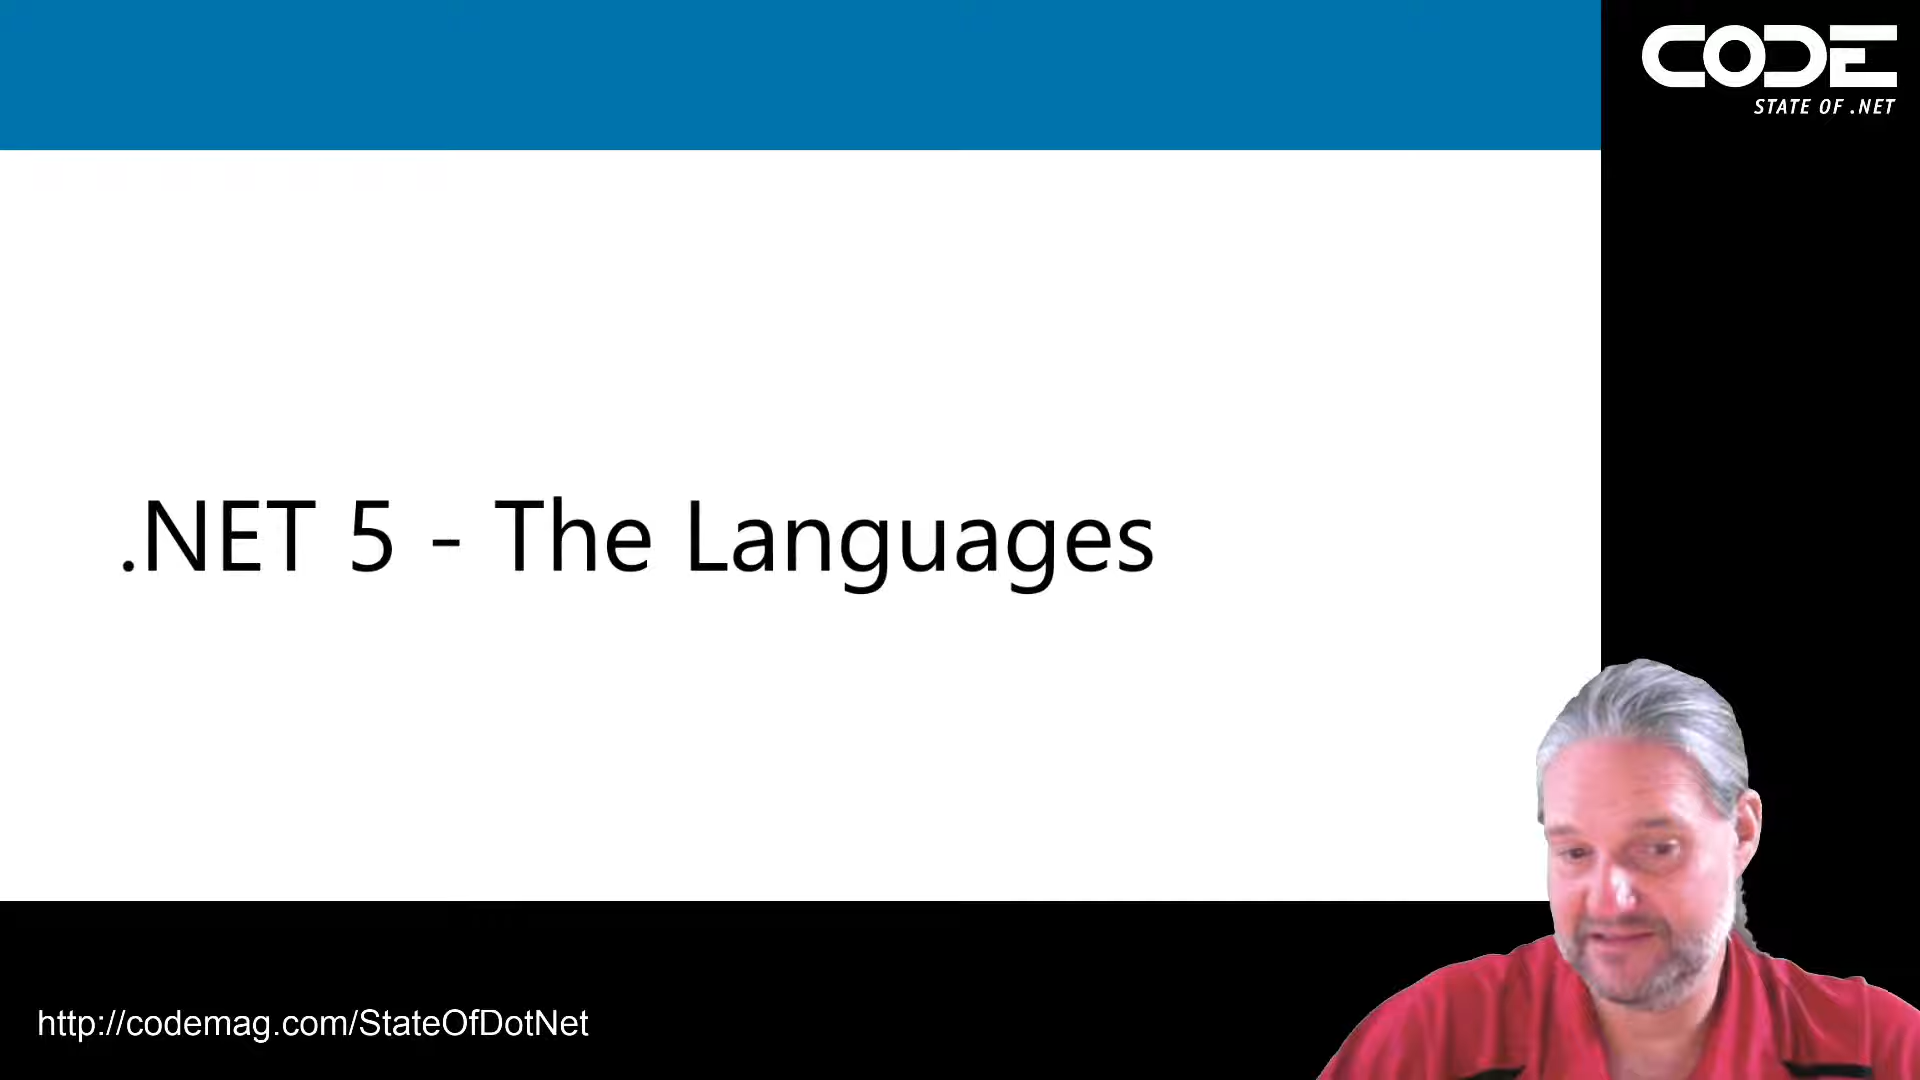 CODE
STATE OF .NET
.NET 5 - The Languages
http://codemag.com/StateOfDotNet